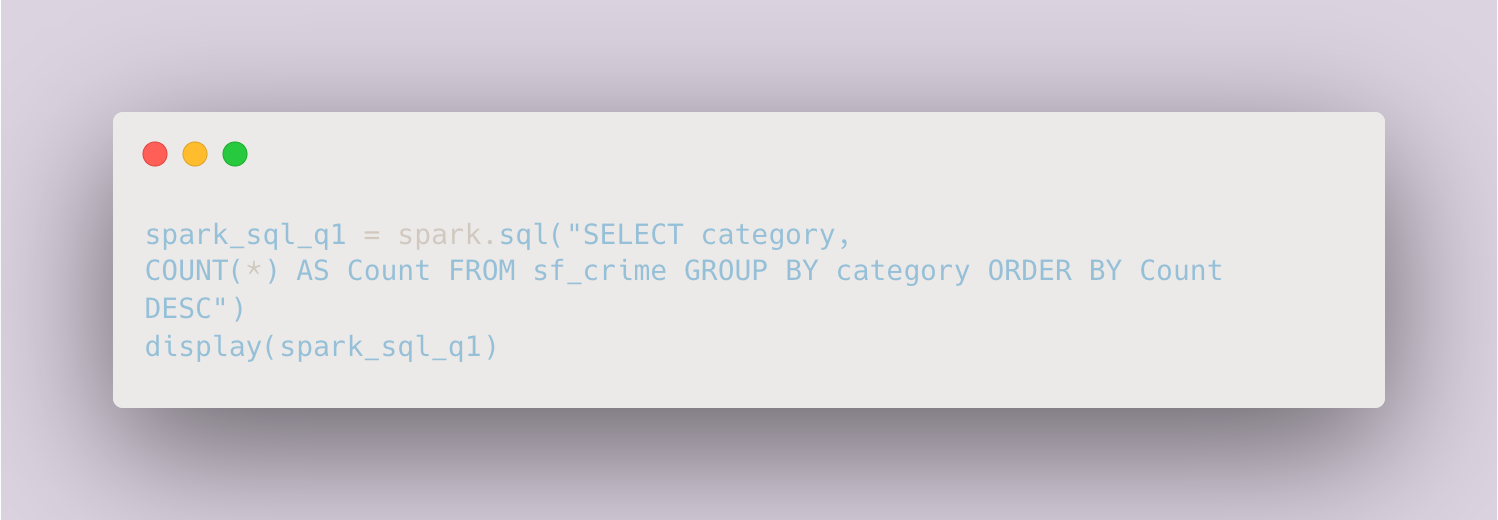 spark_sql_q1 = spark.sql("SELECT category,
COUNT(*) AS Count FROM sf_crime GROUP BY category ORDER BY Count
DESC")
display(spark_sql_q1)